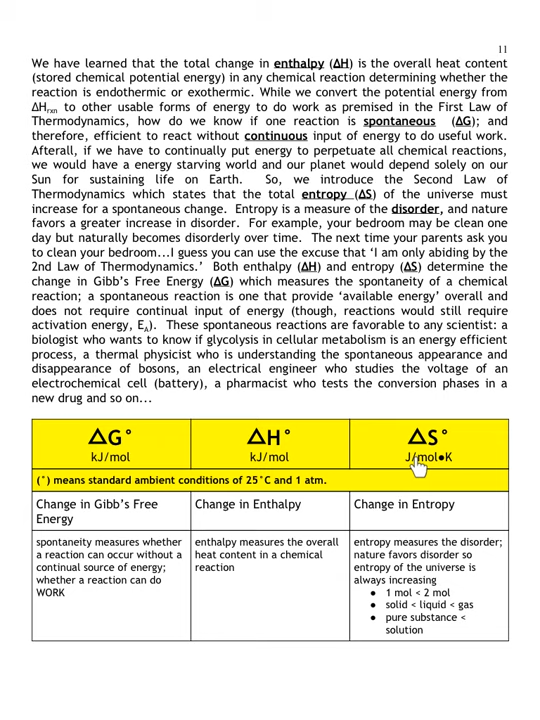 11
We have learned that the total change in enthalpy (ΔH) is the overall heat content
(stored chemical potential energy) in any chemical reaction determining whether the
reaction is endothermic or exothermic. While we convert the potential energy from
ΔHrxn to other usable forms of energy to do work as premised in the First Law of
Thermodynamics, how do we know if one reaction is spontaneous (ΔG); and
therefore, efficient to react without continuous input of energy to do useful work.
Afterall, if we have to continually put energy to perpetuate all chemical reactions,
we would have a energy starving world and our planet would depend solely on our
Sun for sustaining life on Earth. So, we introduce the Second Law of
Thermodynamics which states that the total entropy (ΔS) of the universe must
increase for a spontaneous change. Entropy is a measure of the disorder, and nature
favors a greater increase in disorder. For example, your bedroom may be clean one
day but naturally becomes disorderly over time. The next time your parents ask you
to clean your bedroom...I guess you can use the excuse that ‘I am only abiding by the
2nd Law of Thermodynamics.’ Both enthalpy (ΔH) and entropy (ΔS) determine the
change in Gibb’s Free Energy (ΔG) which measures the spontaneity of a chemical
reaction; a spontaneous reaction is one that provide ‘available energy’ overall and
does not require continual input of energy (though, reactions would still require
activation energy, EA). These spontaneous reactions are favorable to any scientist: a
biologist who wants to know if glycolysis in cellular metabolism is an energy efficient
process, a thermal physicist who is understanding the spontaneous appearance and
disappearance of bosons, an electrical engineer who studies the voltage of an
electrochemical cell (battery), a pharmacist who tests the conversion phases in a
new drug and so on...
ΔG˚
kJ/mol
ΔH˚
kJ/mol
ΔS˚
J/mol●K
(˚) means standard ambient conditions of 25˚C and 1 atm.
Change in Gibb’s Free
Energy
Change in Enthalpy
Change in Entropy
spontaneity measures whether
a reaction can occur without a
continual source of energy;
whether a reaction can do
WORK
enthalpy measures the overall
heat content in a chemical
reaction
entropy measures the disorder;
nature favors disorder so
entropy of the universe is
always increasing
● 1 mol < 2 mol
● solid < liquid < gas
● pure substance <
solution